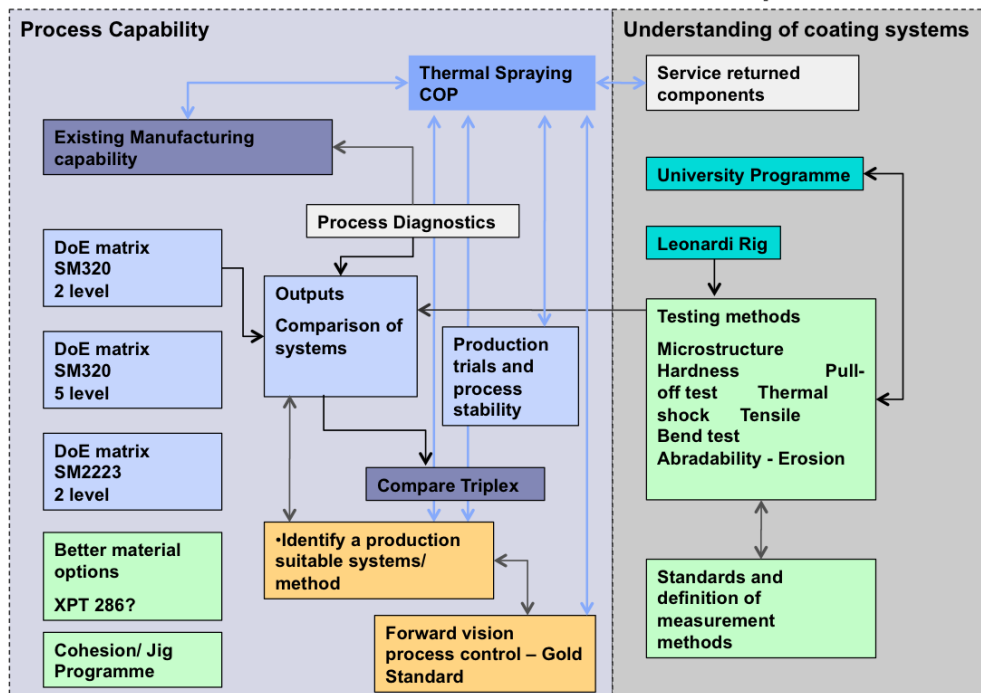 Process Capability
Understanding of coating systems
Thermal Spraying
COP
Service returned
components
Existing Manufacturing
capability
University Programme
Process Diagnostics
Leonardi Rig
DoE matrix
SM320
2 level
Outputs
Comparison of
systems
Testing methods
Microstructure
Hardness Pull-
off test Thermal
shock Tensile
Bend test
Abradability - Erosion
Production
trials and
process
stability
DoE matrix
SM320
5 level
DoE matrix
SM2223
2 level
Compare Triplex
Better material
options
XPT 286?
•Identify a production
suitable systems/
method
Standards and
definition of
measurement
methods
Forward vision
process control – Gold
Standard
Cohesion/ Jig
Programme